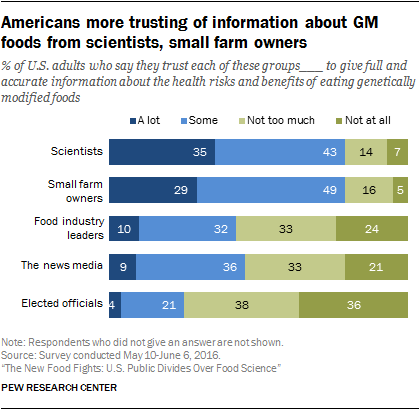 Americans more trusting of information about GM
foods from scientists, small farm owners
% of U.S. adults who say they trust each of these groups___ to give full and
accurate information about the health risks and benefits of eating genetically
modified foods
A lot Some Not too much Not at all
Scientists 35 43 14 7
Small farm
owners 29 49 16 5
Food industry
leaders 10 32 33 24
The news media 9 36 33 21
Elected officials 4 21 38 36
Note: Respondents who did not give an answer are not shown.
Source: Survey conducted May 10-June 6, 2016.
“The New Food Fights: U.S. Public Divides Over Food Science”
PEW RESEARCH CENTER